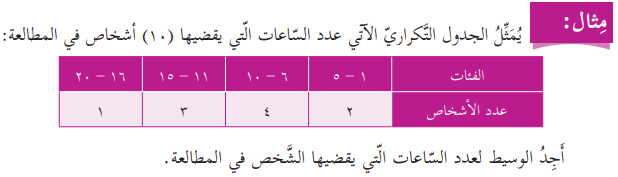 مِثال:
يُمَثِّلُ الجدول التَّكراريّ الآتي عدد السّاعات الّتي يقضيها (١٠) أشخاص في المطالعة:
الفئات ١ – ٥ ٦ – ١٠ ١١ – ١٥ ١٦ – ٢٠
عدد الأشخاص ٢ ٤ ٣ ١
أَجِدُ الوسيط لعدد السّاعات الّتي يقضيها الشَّخص في المطالعة.